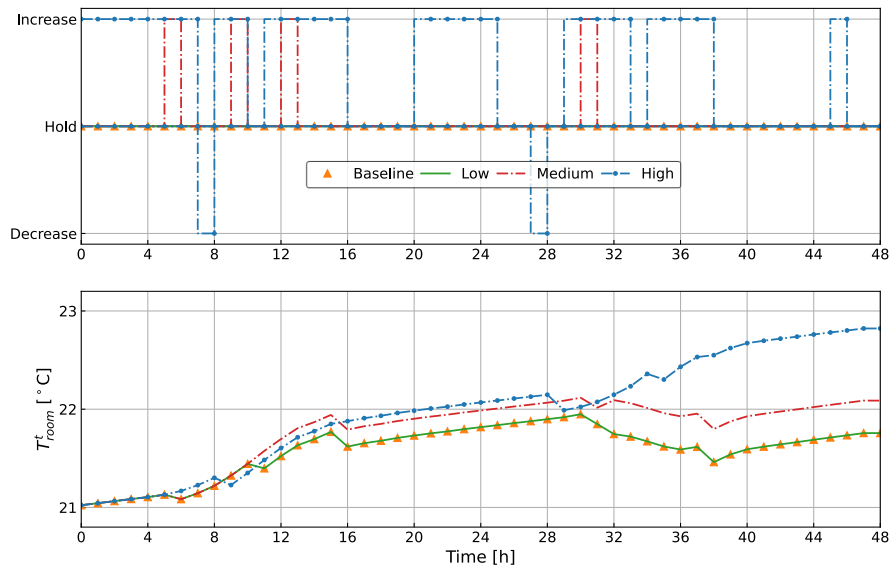 Increase
Hold
Decrease
Baseline Low Medium High
0 4 8 12 16 20 24 28 32 36 40 44 48
23
22
21
T^t_room [°C]
0 4 8 12 16 20 24 28 32 36 40 44 48
Time [h]